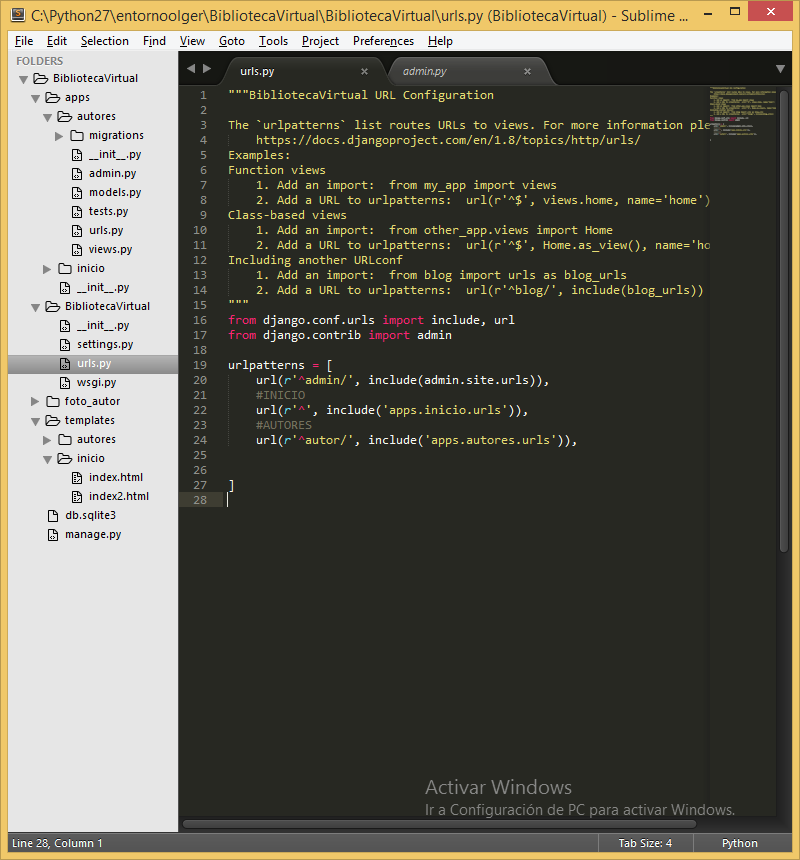 C:\Python27\entornoolger\BibliotecaVirtual\BibliotecaVirtual\urls.py (BibliotecaVirtual) - Sublime ...
File Edit Selection Find View Goto Tools Project Preferences Help
FOLDERS
BibliotecaVirtual
apps
autores
migrations
__init__.py
admin.py
models.py
tests.py
urls.py
views.py
inicio
__init__.py
BibliotecaVirtual
__init__.py
settings.py
urls.py
wsgi.py
foto_autor
templates
autores
inicio
index.html
index2.html
db.sqlite3
manage.py
urls.py admin.py
1 """BibliotecaVirtual URL Configuration
2
3 The `urlpatterns` list routes URLs to views. For more information ple
4 https://docs.djangoproject.com/en/1.8/topics/http/urls/
5 Examples:
6 Function views
7 1. Add an import:  from my_app import views
8 2. Add a URL to urlpatterns:  url(r'^$', views.home, name='home')
9 Class-based views
10 1. Add an import:  from other_app.views import Home
11 2. Add a URL to urlpatterns:  url(r'^$', Home.as_view(), name='ho
12 Including another URLconf
13 1. Add an import:  from blog import urls as blog_urls
14 2. Add a URL to urlpatterns:  url(r'^blog/', include(blog_urls))
15 """
16 from django.conf.urls import include, url
17 from django.contrib import admin
18
19 urlpatterns = [
20 url(r'^admin/', include(admin.site.urls)),
21 #INICIO
22 url(r'^', include('apps.inicio.urls')),
23 #AUTORES
24 url(r'^autor/', include('apps.autores.urls')),
25
26
27 ]
28
Activar Windows
Ir a Configuración de PC para activar Windows.
Line 28, Column 1 Tab Size: 4 Python